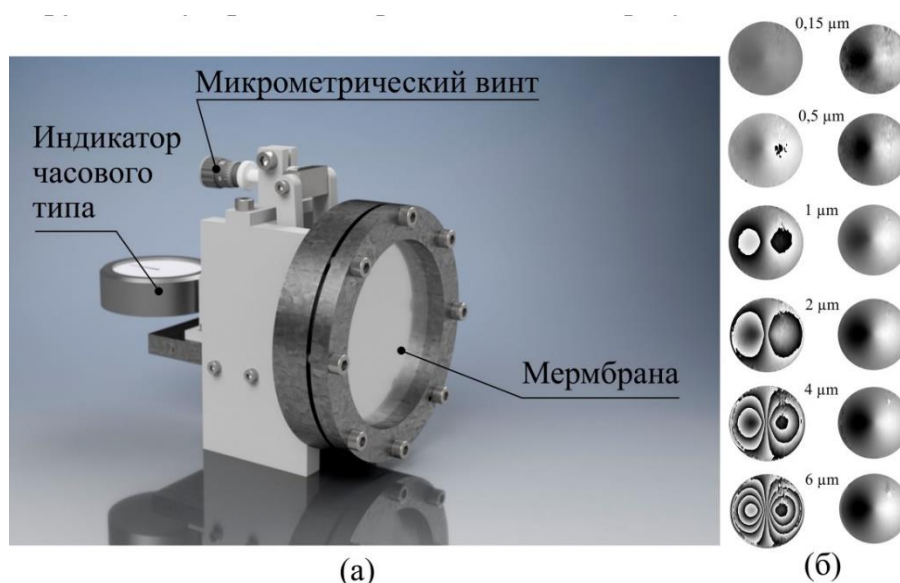 Микрометрический винт
Индикатор
часового
типа
Мермбрана
(а)
0,15 μm
0,5 μm
1 μm
2 μm
4 μm
6 μm
(б)